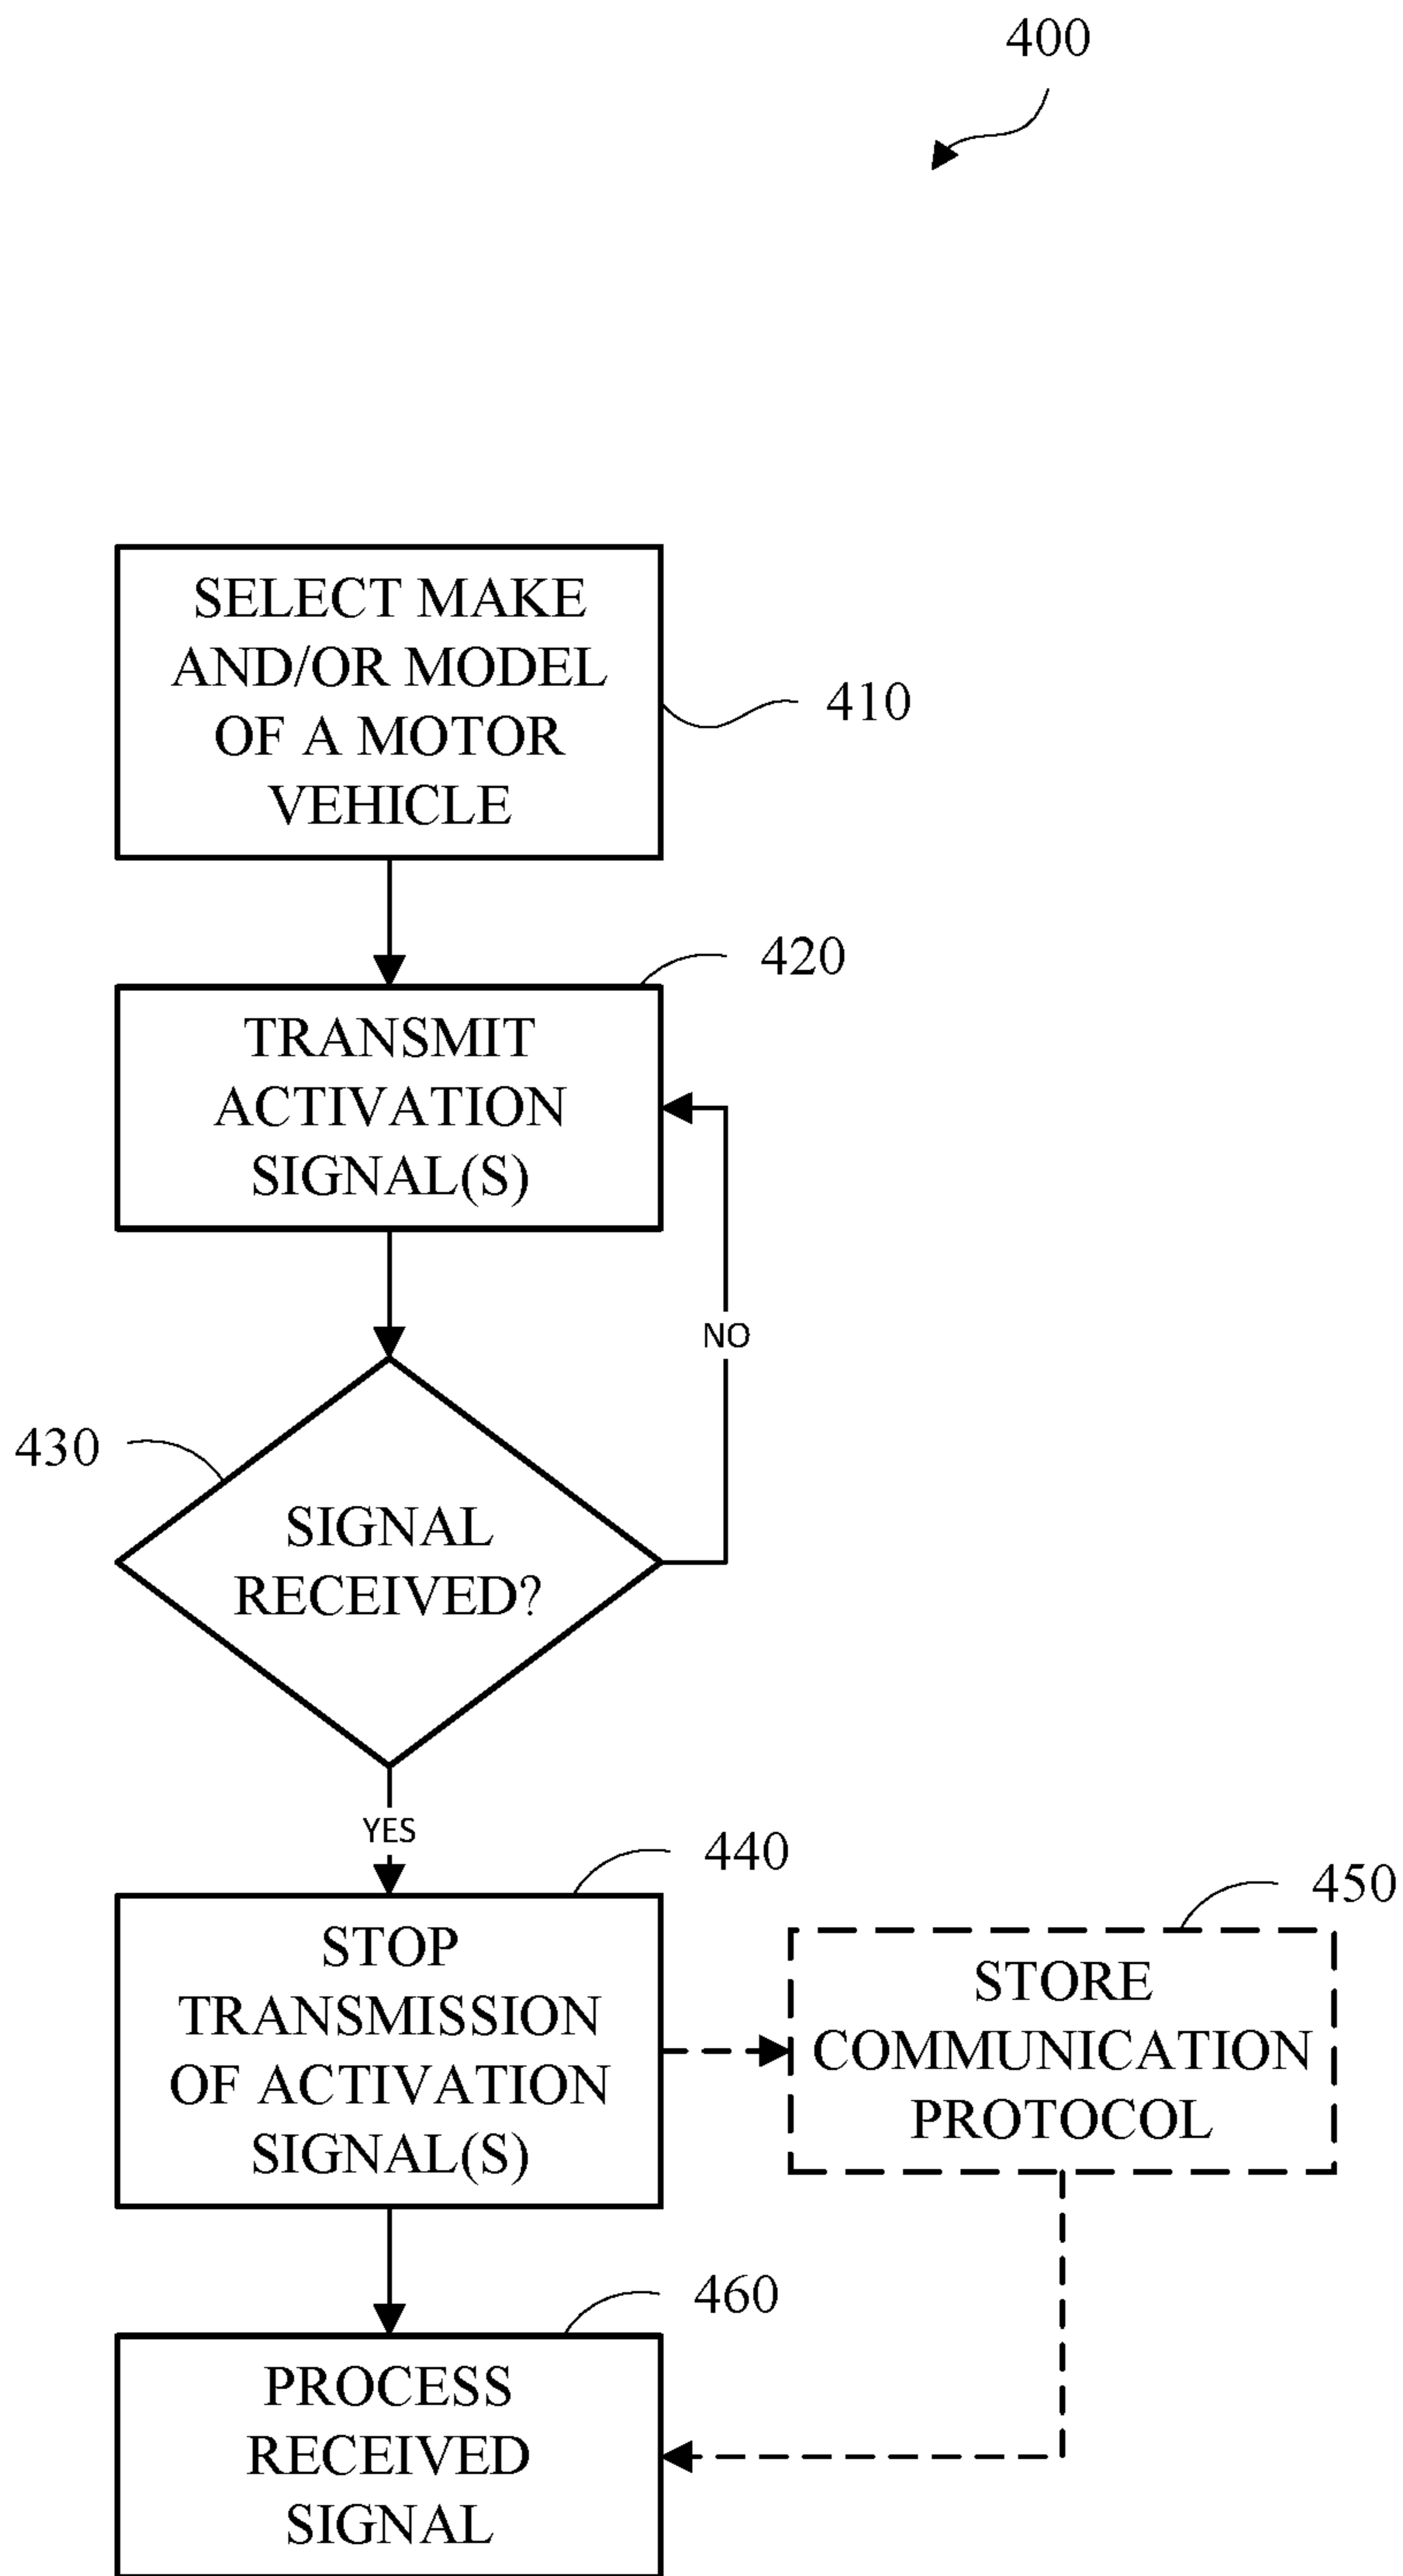 400
SELECT MAKE
AND/OR MODEL
OF A MOTOR
VEHICLE
410
420
TRANSMIT
ACTIVATION
SIGNAL(S)
NO
430
SIGNAL
RECEIVED?
YES
440
STOP
TRANSMISSION
OF ACTIVATION
SIGNAL(S)
450
STORE
COMMUNICATION
PROTOCOL
460
PROCESS
RECEIVED
SIGNAL